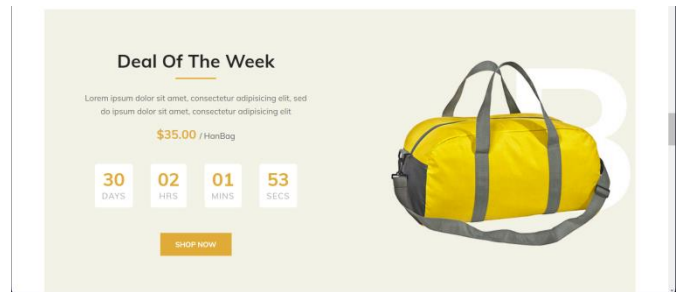 Deal Of The Week
Lorem ipsum dolor sit amet, consectetur adipisicing elit, sed
do ipsum dolor sit amet, consectetur adipisicing elit
$35.00 / HanBag
30 02 01 53
DAYS HRS MINS SECS
SHOP NOW
B